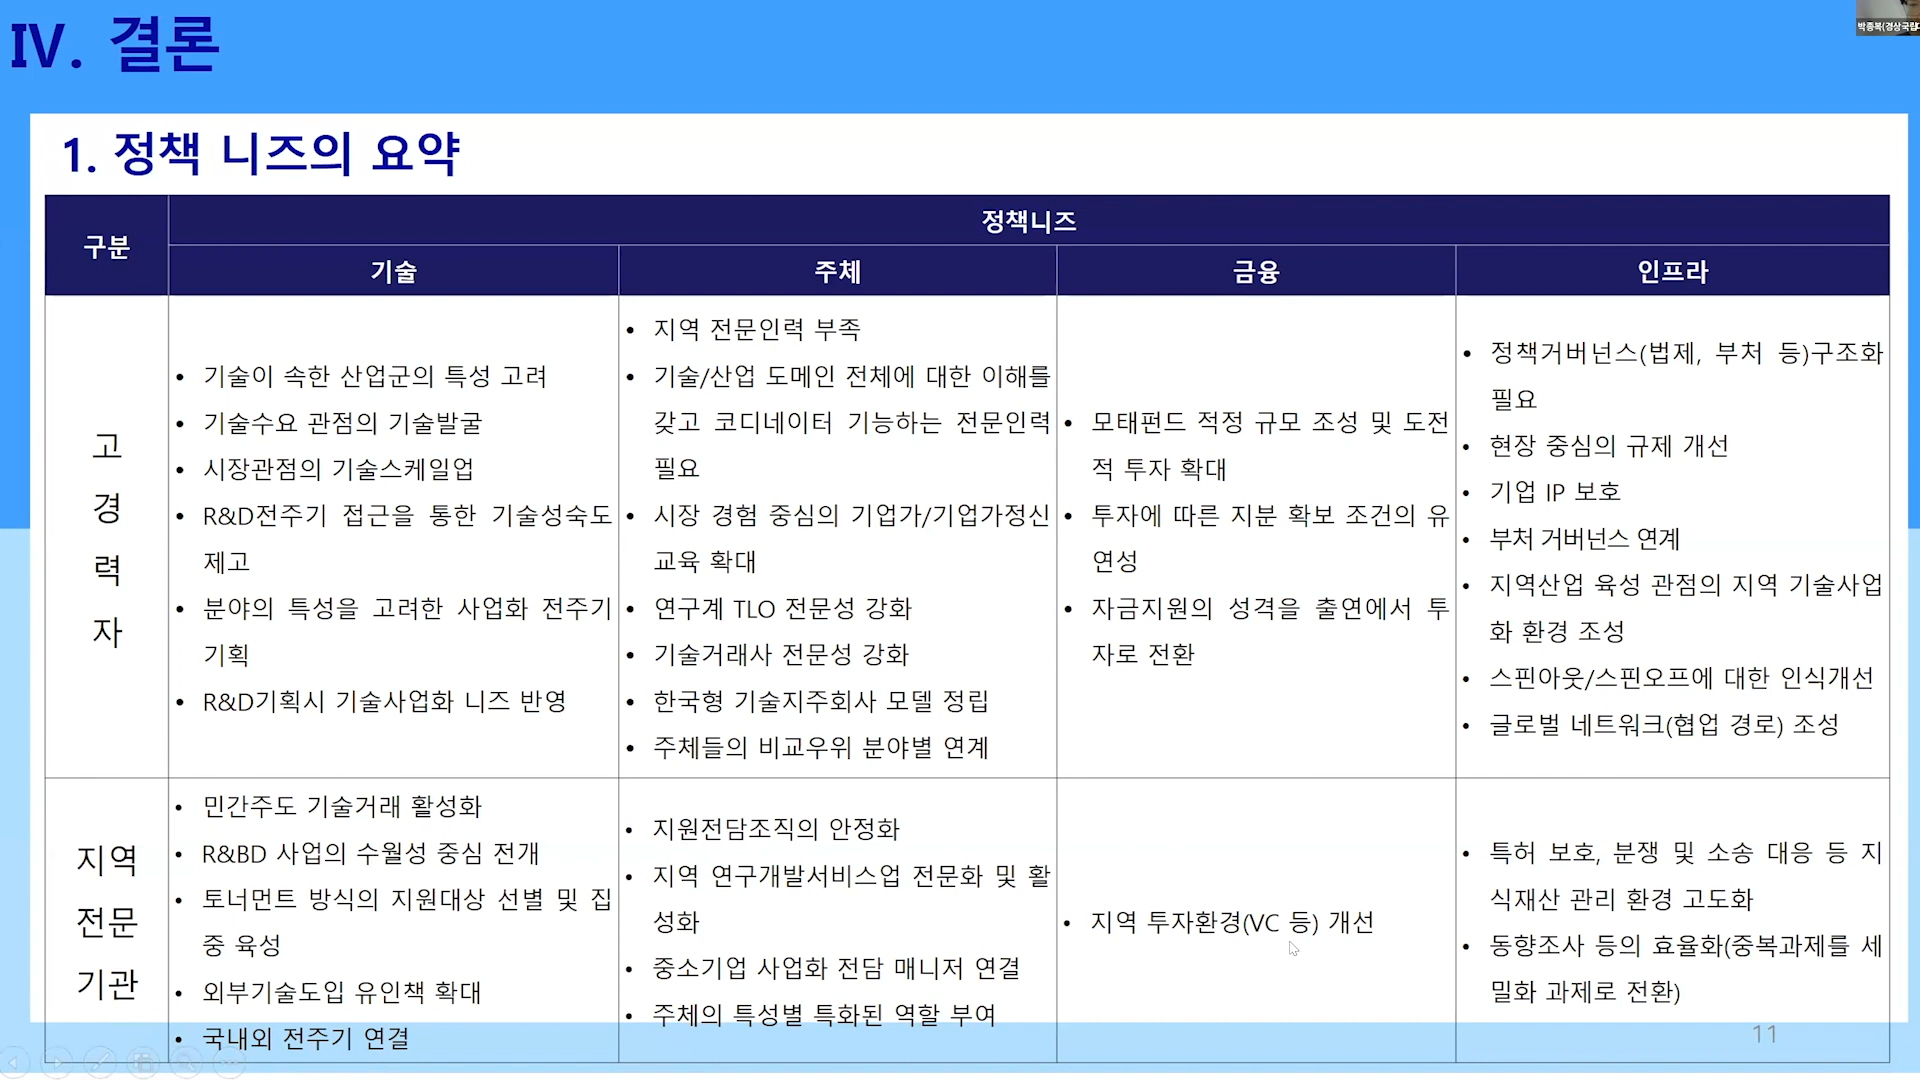 IV. 결론
박종복(경상국립대
1. 정책 니즈의 요약
구분
정책니즈
기술
주체
금융
인프라
고
경
력
자
• 기술이 속한 산업군의 특성 고려
• 기술수요 관점의 기술발굴
• 시장관점의 기술스케일업
• R&D전주기 접근을 통한 기술성숙도
제고
• 분야의 특성을 고려한 사업화 전주기
기획
• R&D기획시 기술사업화 니즈 반영
• 지역 전문인력 부족
• 기술/산업 도메인 전체에 대한 이해를
갖고 코디네이터 기능하는 전문인력
필요
• 시장 경험 중심의 기업가/기업가정신
교육 확대
• 연구계 TLO 전문성 강화
• 기술거래사 전문성 강화
• 한국형 기술지주회사 모델 정립
• 주체들의 비교우위 분야별 연계
• 모태펀드 적정 규모 조성 및 도전
적 투자 확대
• 투자에 따른 지분 확보 조건의 유
연성
• 자금지원의 성격을 출연에서 투
자로 전환
• 정책거버넌스(법제, 부처 등)구조화
필요
• 현장 중심의 규제 개선
• 기업 IP 보호
• 부처 거버넌스 연계
• 지역산업 육성 관점의 지역 기술사업
화 환경 조성
• 스핀아웃/스핀오프에 대한 인식개선
• 글로벌 네트워크(협업 경로) 조성
지역
전문
기관
• 민간주도 기술거래 활성화
• R&BD 사업의 수월성 중심 전개
• 토너먼트 방식의 지원대상 선별 및 집
중 육성
• 외부기술도입 유인책 확대
• 국내외 전주기 연결
• 지원전담조직의 안정화
• 지역 연구개발서비스업 전문화 및 활
성화
• 중소기업 사업화 전담 매니저 연결
• 주체의 특성별 특화된 역할 부여
• 지역 투자환경(VC 등) 개선
• 특허 보호, 분쟁 및 소송 대응 등 지
식재산 관리 환경 고도화
• 동향조사 등의 효율화(중복과제를 세
밀화 과제로 전환)
11